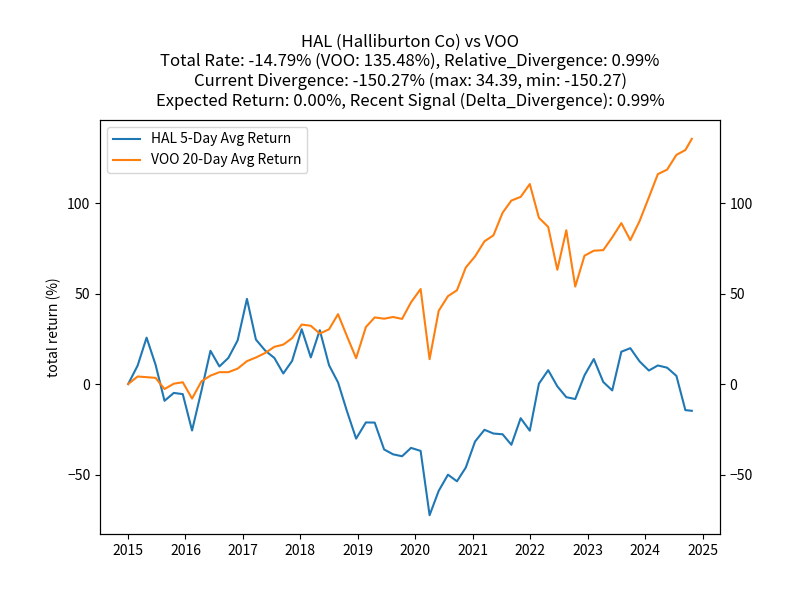 HAL (Halliburton Co) vs VOO
Total Rate: -14.79% (VOO: 135.48%), Relative_Divergence: 0.99%
Current Divergence: -150.27% (max: 34.39, min: -150.27)
Expected Return: 0.00%, Recent Signal (Delta_Divergence): 0.99%
HAL 5-Day Avg Return
VOO 20-Day Avg Return
total return (%)
100
50
0
−50
100
50
0
−50
2015 2016 2017 2018 2019 2020 2021 2022 2023 2024 2025